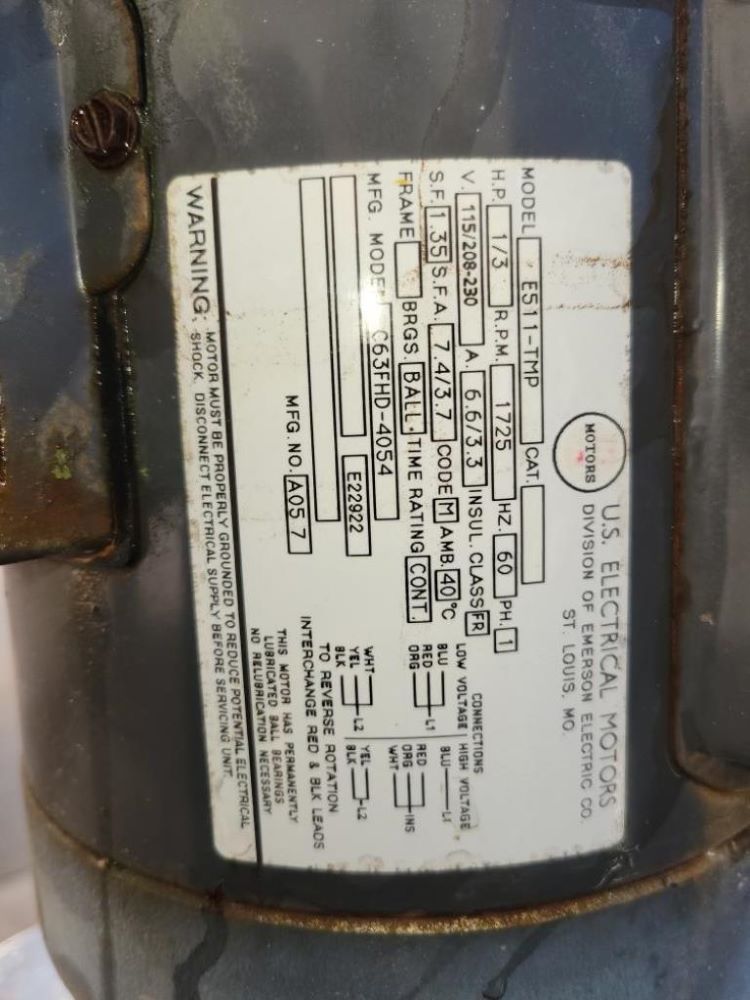 MOTORS
U.S. ELECTRICAL MOTORS
DIVISION OF EMERSON ELECTRIC CO.
ST. LOUIS, MO.
MODEL E511-TMP CAT.
H.P. 1/3 R.P.M. 1725 HZ. 60 PH. 1
V. 115/208-230 A. 6.6/3.3 INSUL. CLASS FR
S.F. 1.35 S.F.A. 7.4/3.7 CODE M AMB. 40 °C
FRAME BRGS. BALL. TIME RATING CONT.
MFG. MODEL C63FHD-4054
E22922
MFG. NO. A05 7
CONNECTIONS
LOW VOLTAGE HIGH VOLTAGE
BLU BLU L1
RED L1
ORG
RED
ORG INS
WHT
WHT
YEL L2
BLK
YEL L2
BLK
TO REVERSE ROTATION
INTERCHANGE RED & BLK LEADS
THIS MOTOR HAS PERMANENTLY
LUBRICATED BALL BEARINGS
NO RELUBRICATION NECESSARY
WARNING: MOTOR MUST BE PROPERLY GROUNDED TO REDUCE POTENTIAL ELECTRICAL
SHOCK. DISCONNECT ELECTRICAL SUPPLY BEFORE SERVICING UNIT.